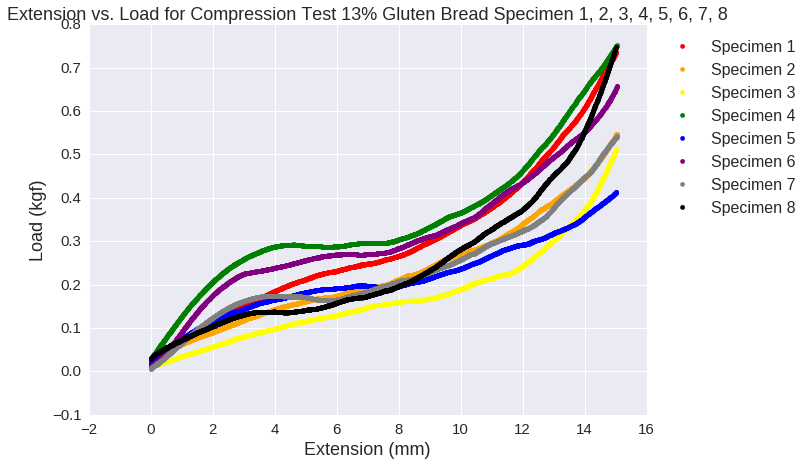 Extension vs. Load for Compression Test 13% Gluten Bread Specimen 1, 2, 3, 4, 5, 6, 7, 8
0.8
0.7
0.6
0.5
0.4
0.3
0.2
0.1
0.0
−0.1
Load (kgf)
−2 0 2 4 6 8 10 12 14 16
Extension (mm)
Specimen 1
Specimen 2
Specimen 3
Specimen 4
Specimen 5
Specimen 6
Specimen 7
Specimen 8